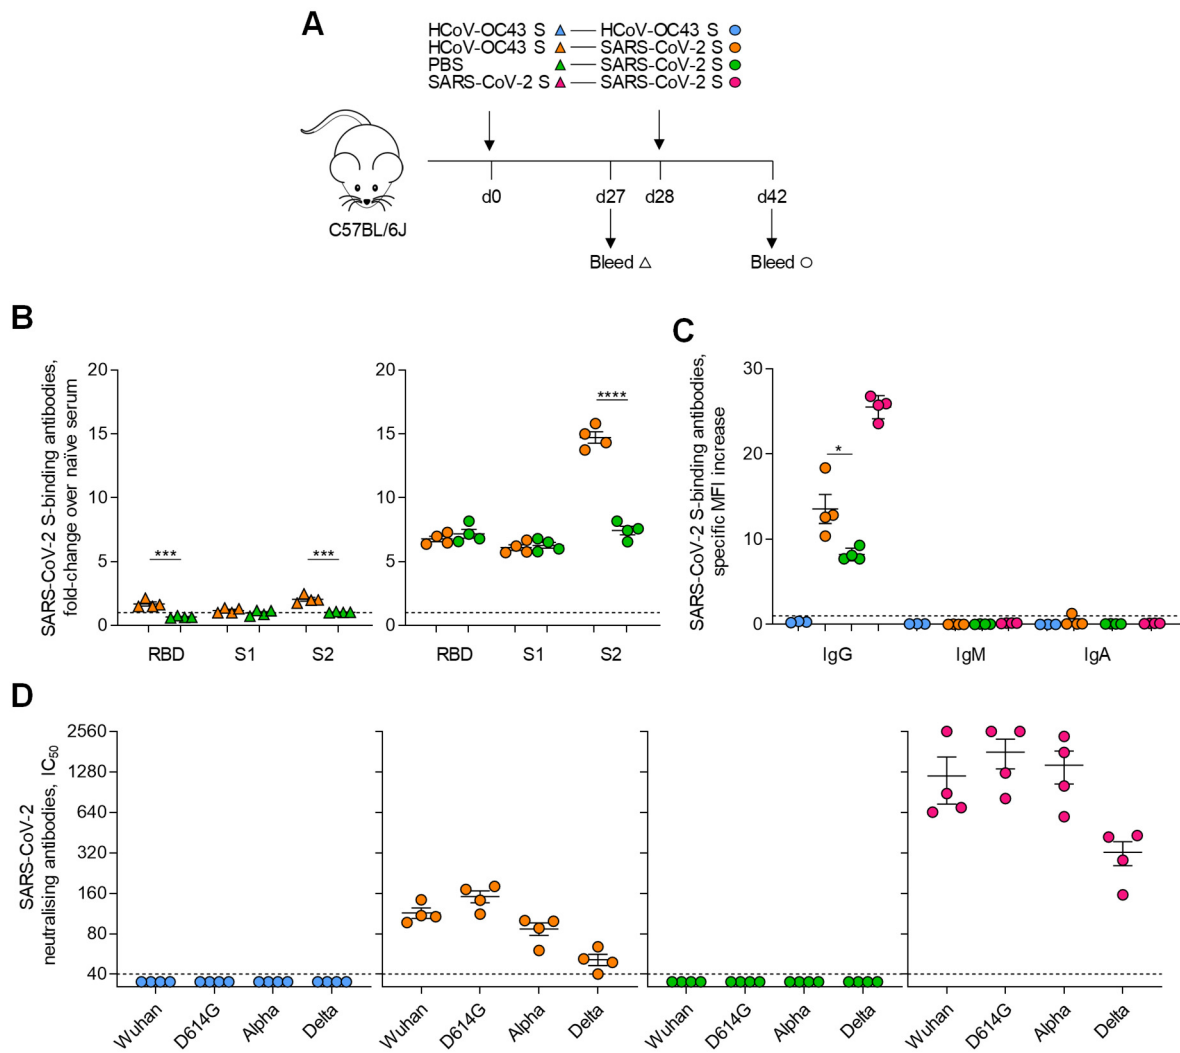 A
HCoV-OC43 S HCoV-OC43 S
HCoV-OC43 S SARS-CoV-2 S
PBS SARS-CoV-2 S
SARS-CoV-2 S SARS-CoV-2 S
C57BL/6J
d0 d27 d28 d42
Bleed Bleed
B
SARS-CoV-2 S-binding antibodies,
fold-change over naïve serum
20
15
10
5
0
*** ***
RBD S1 S2
20
15
10
5
0
****
RBD S1 S2
C
SARS-CoV-2 S-binding antibodies,
specific MFI increase
30
20
10
0
*
IgG IgM IgA
D
SARS-CoV-2
neutralising antibodies, IC50
2560
1280
640
320
160
80
40
Wuhan D614G Alpha Delta
Wuhan D614G Alpha Delta
Wuhan D614G Alpha Delta
Wuhan D614G Alpha Delta